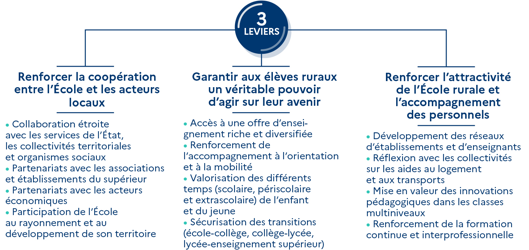 3
LEVIERS
Renforcer la coopération
entre l'École et les acteurs
locaux
• Collaboration étroite
avec les services de l'État,
les collectivités territoriales
et organismes sociaux
• Partenariats avec les associations
et établissements du supérieur
• Partenariats avec les acteurs
économiques
• Participation de l'École
au rayonnement et au
développement de son territoire
Garantir aux élèves ruraux
un véritable pouvoir
d'agir sur leur avenir
• Accès à une offre d'ensei-
gnement riche et diversifiée
• Renforcement de
l'accompagnement à l'orientation
et à la mobilité
• Valorisation des différents
temps (scolaire, périscolaire
et extrascolaire) de l'enfant
et du jeune
• Sécurisation des transitions
(école-collège, collège-lycée,
lycée-enseignement supérieur)
Renforcer l'attractivité
de l'École rurale et
l'accompagnement
des personnels
• Développement des réseaux
d'établissements et d'enseignants
• Réflexion avec les collectivités
sur les aides au logement
et aux transports
• Mise en valeur des innovations
pédagogiques dans les classes
multiniveaux
• Renforcement de la formation
continue et interprofessionnelle